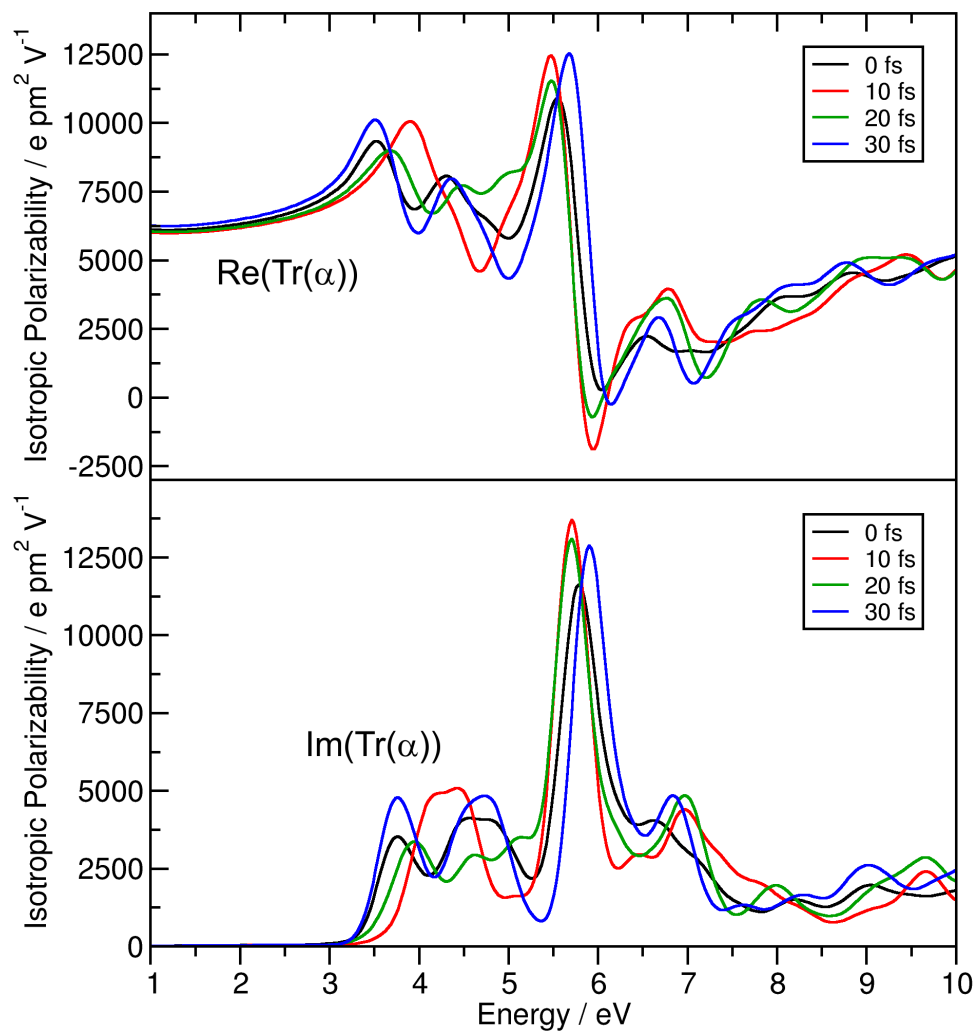 Isotropic Polarizability / e pm² V⁻¹
12500
10000
7500
5000
2500
0
-2500
0 fs
10 fs
20 fs
30 fs
Re(Tr(α))
Isotropic Polarizability / e pm² V⁻¹
12500
10000
7500
5000
2500
0
0 fs
10 fs
20 fs
30 fs
Im(Tr(α))
1 2 3 4 5 6 7 8 9 10
Energy / eV